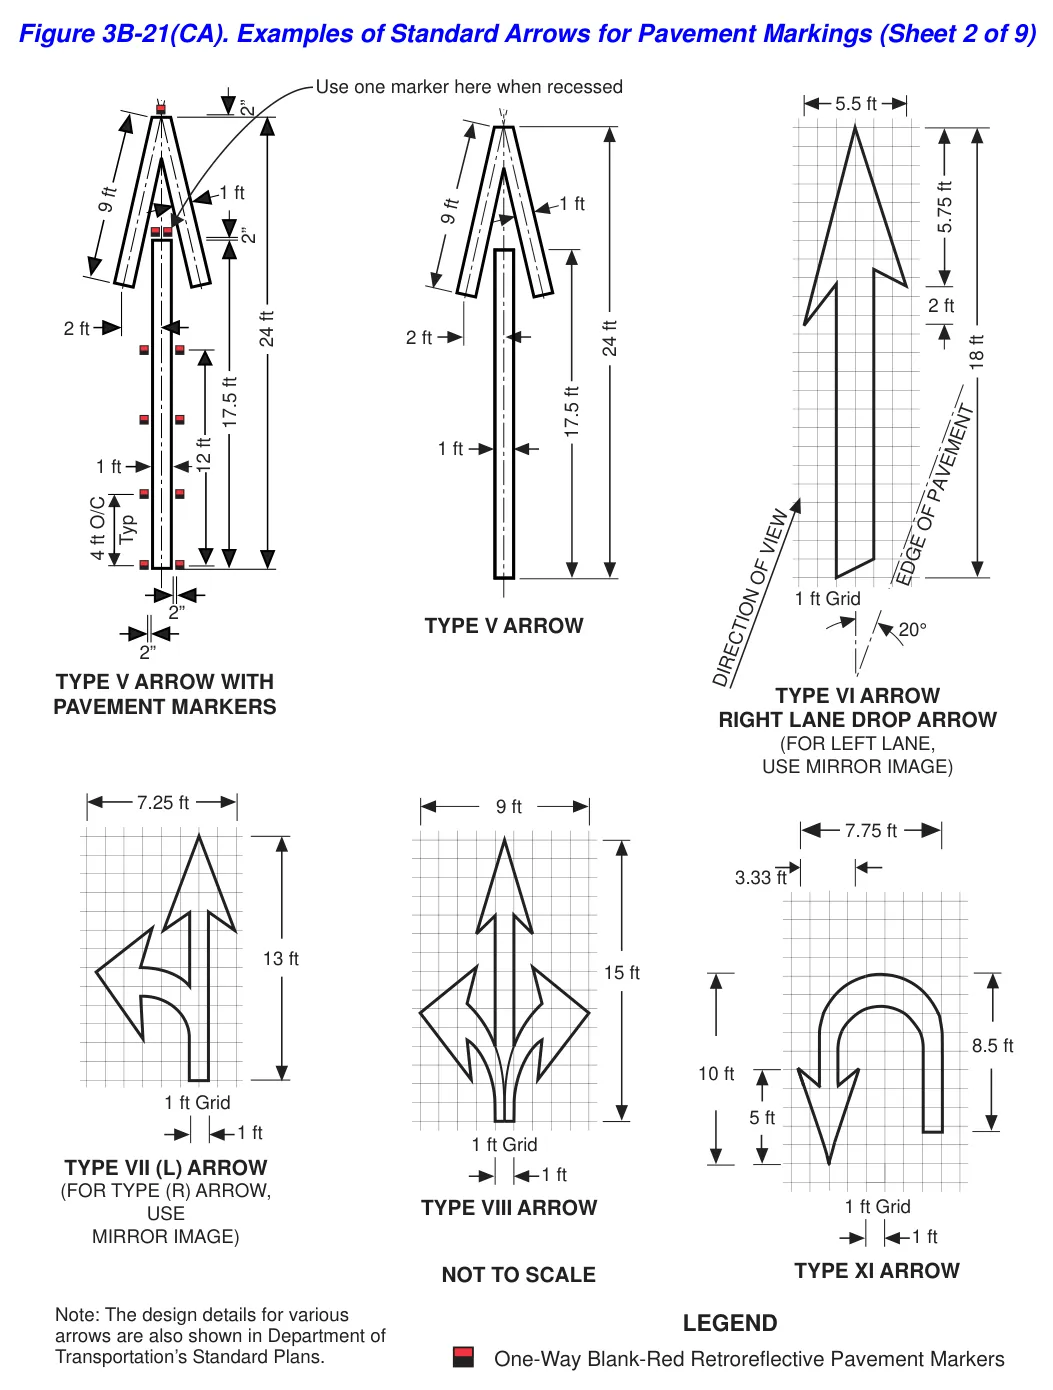 Figure 3B-21(CA). Examples of Standard Arrows for Pavement Markings (Sheet 2 of 9)
Use one marker here when recessed
2”
9 ft
1 ft
2”
2 ft
24 ft
17.5 ft
12 ft
1 ft
4 ft O/C
Typ
2”
2”
TYPE V ARROW WITH
PAVEMENT MARKERS
9 ft
1 ft
2 ft
24 ft
17.5 ft
1 ft
TYPE V ARROW
5.5 ft
5.75 ft
2 ft
18 ft
EDGE OF PAVEMENT
DIRECTION OF VIEW
1 ft Grid
20°
TYPE VI ARROW
RIGHT LANE DROP ARROW
(FOR LEFT LANE,
USE MIRROR IMAGE)
7.25 ft
13 ft
1 ft Grid
1 ft
TYPE VII (L) ARROW
(FOR TYPE (R) ARROW,
USE
MIRROR IMAGE)
9 ft
15 ft
1 ft Grid
1 ft
TYPE VIII ARROW
7.75 ft
3.33 ft
10 ft
5 ft
8.5 ft
1 ft Grid
1 ft
TYPE XI ARROW
NOT TO SCALE
Note: The design details for various
arrows are also shown in Department of
Transportation’s Standard Plans.
LEGEND
One-Way Blank-Red Retroreflective Pavement Markers